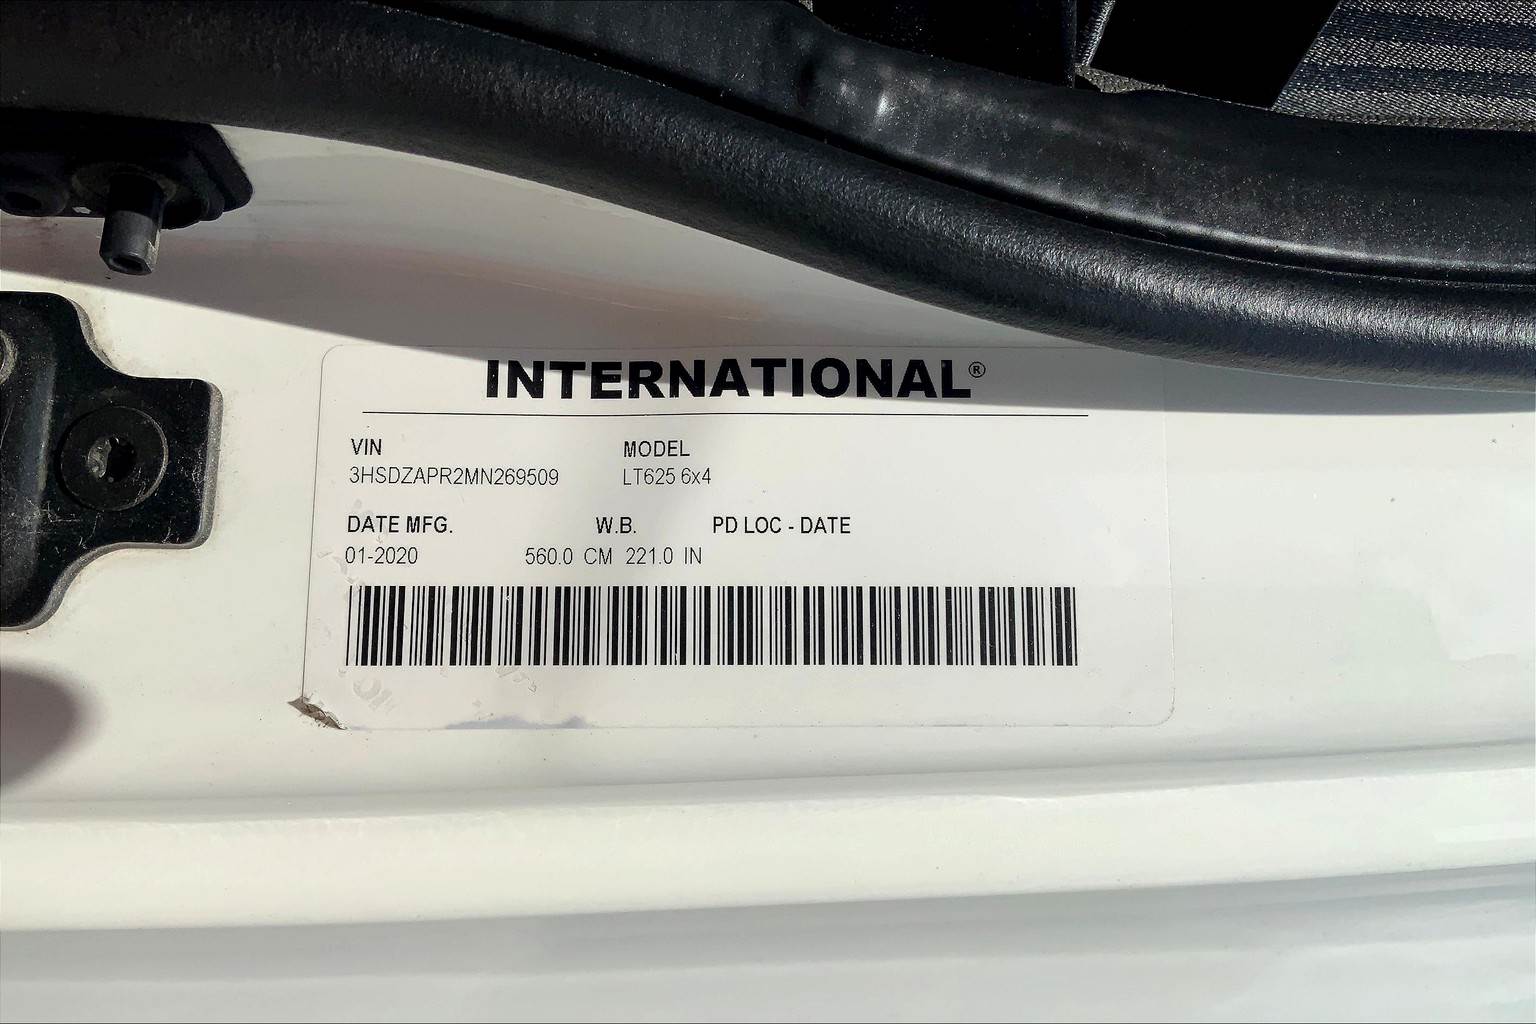 INTERNATIONAL®
VIN MODEL
3HSDZAPR2MN269509 LT625 6x4
DATE MFG. W.B. PD LOC - DATE
01-2020 560.0 CM 221.0 IN